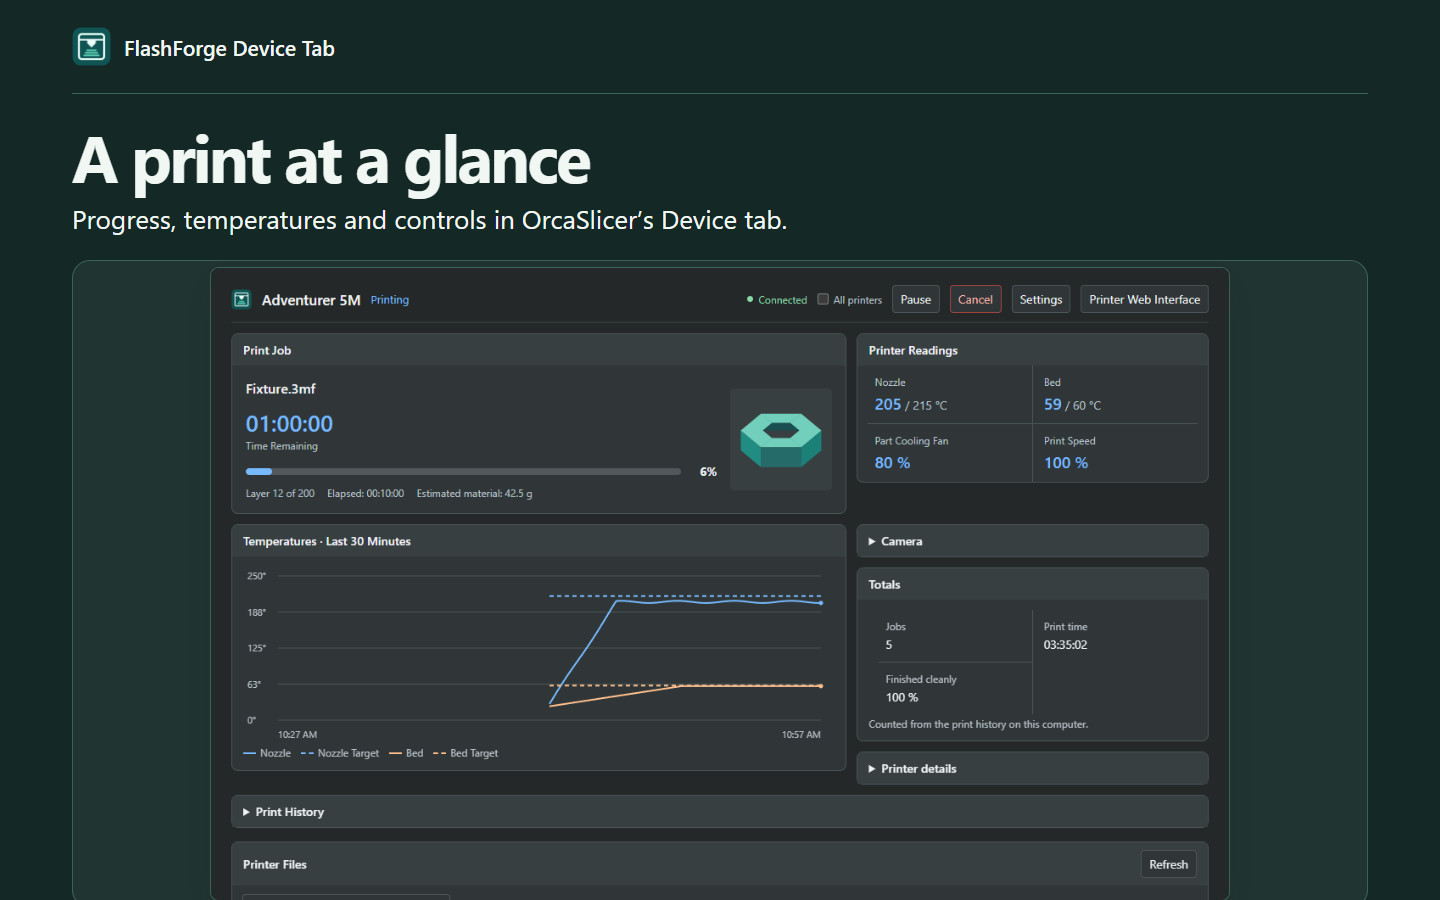 FlashForge Device Tab
A print at a glance
Progress, temperatures and controls in OrcaSlicer’s Device tab.
Adventurer 5M Printing
Connected All printers Pause Cancel Settings Printer Web Interface
Print Job
Fixture.3mf
01:00:00
Time Remaining
6%
Layer 12 of 200 Elapsed: 00:10:00 Estimated material: 42.5 g
Printer Readings
Nozzle
205 / 215 °C
Bed
59 / 60 °C
Part Cooling Fan
80 %
Print Speed
100 %
Temperatures · Last 30 Minutes
250°
188°
125°
63°
0°
10:27 AM 10:57 AM
Nozzle Nozzle Target Bed Bed Target
Camera
Totals
Jobs
5
Print time
03:35:02
Finished cleanly
100 %
Counted from the print history on this computer.
Printer details
Print History
Printer Files
Refresh